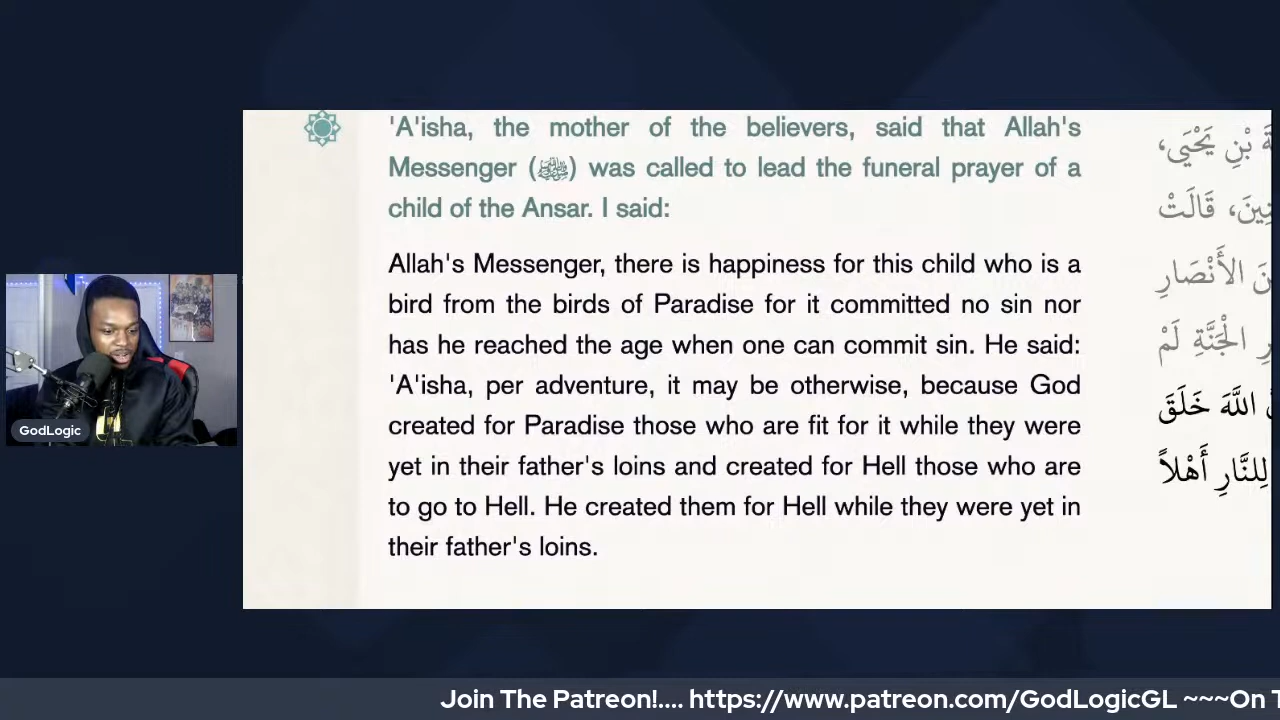 'A'isha, the mother of the believers, said that Allah's
Messenger (ﷺ) was called to lead the funeral prayer of a
child of the Ansar. I said:
Allah's Messenger, there is happiness for this child who is a
bird from the birds of Paradise for it committed no sin nor
has he reached the age when one can commit sin. He said:
'A'isha, per adventure, it may be otherwise, because God
created for Paradise those who are fit for it while they were
yet in their father's loins and created for Hell those who are
to go to Hell. He created them for Hell while they were yet in
their father's loins.
بْنِ يَحْيَى،
قَالَتْ
الأَنْصَارِ
الْجَنَّةِ لَمْ
اللَّهَ خَلَقَ
لِلنَّارِ أَهْلاً
GodLogic
Join The Patreon!.... https://www.patreon.com/GodLogicGL ~~~On